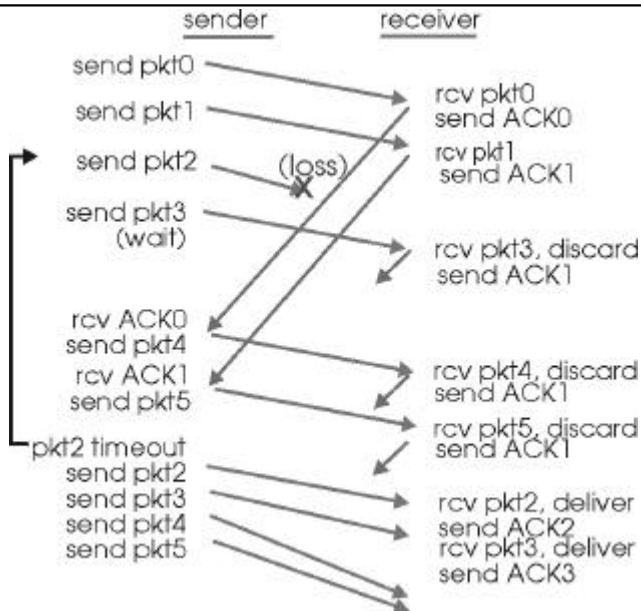 sender receiver
send pkt0
rcv pkt0
send ACK0
send pkt1
rcv pkt1
send ACK1
send pkt2
(loss)
X
send pkt3
(wait)
rcv pkt3, discard
send ACK1
rcv ACK0
send pkt4
rcv pkt4, discard
send ACK1
rcv ACK1
send pkt5
rcv pkt5, discard
send ACK1
pkt2 timeout
send pkt2
send pkt3
send pkt4
send pkt5
rcv pkt2, deliver
send ACK2
rcv pkt3, deliver
send ACK3